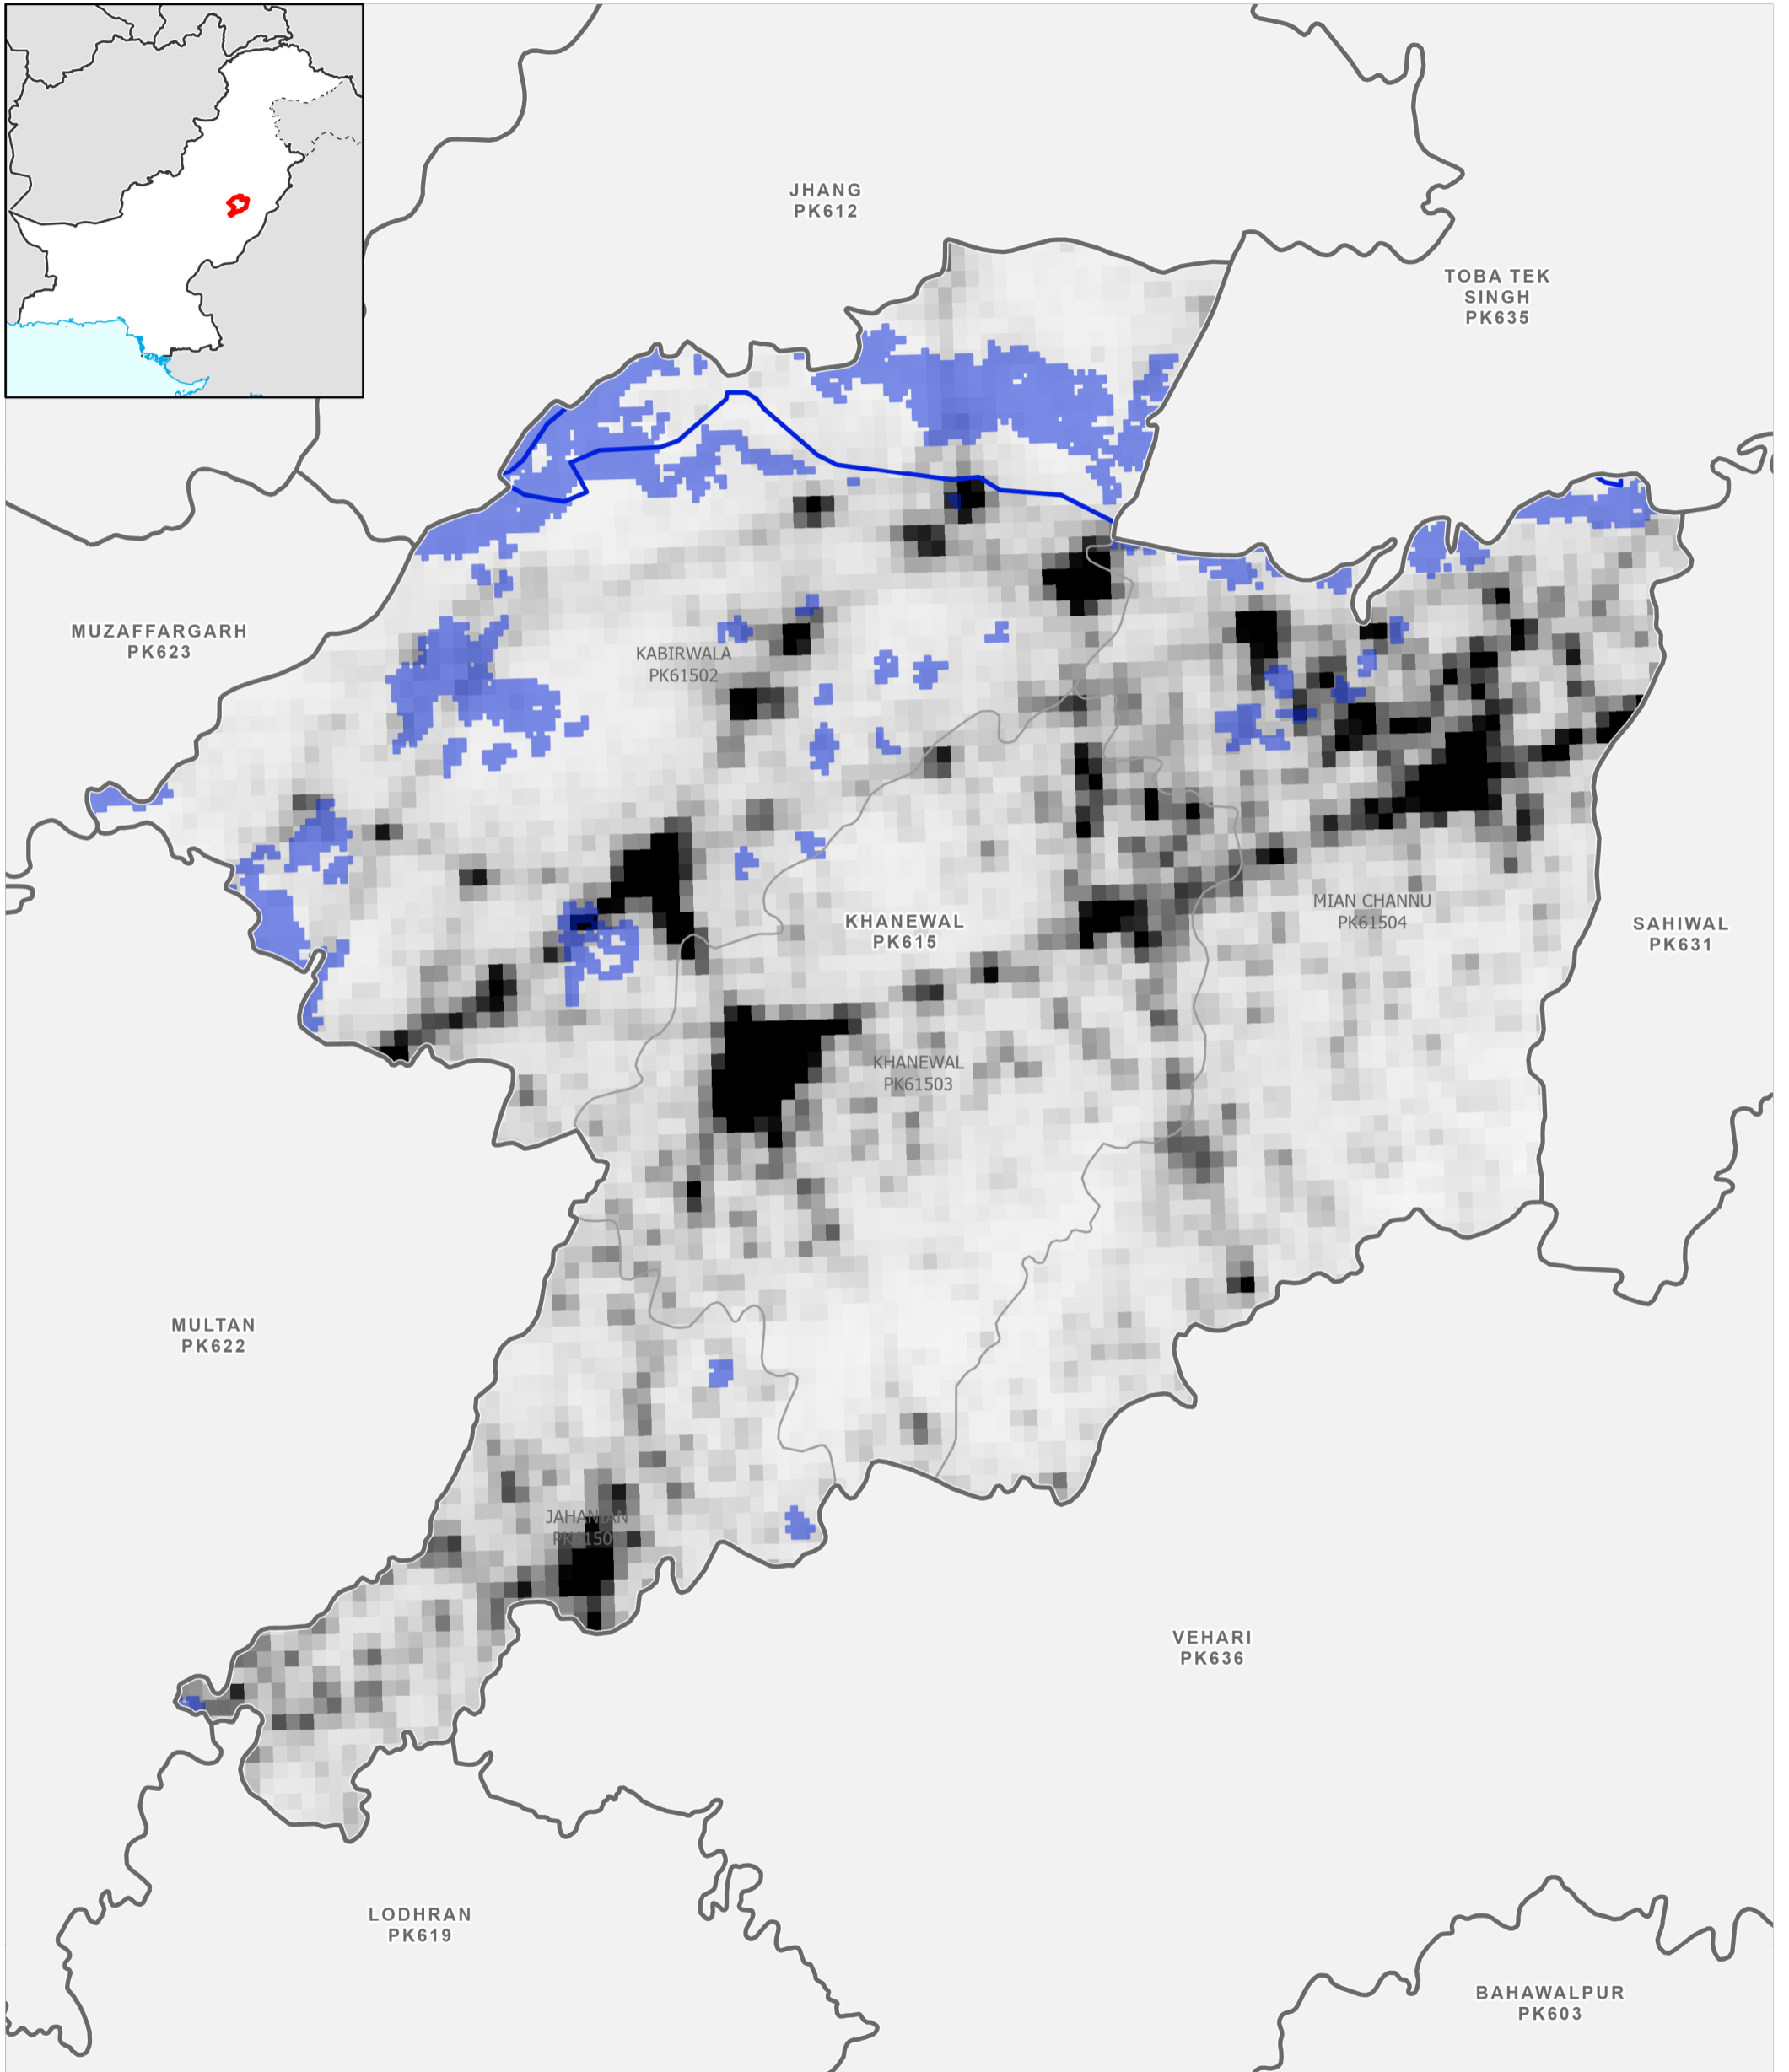 JHANG
PK612
TOBA TEK
SINGH
PK635
MUZAFFARGARH
PK623
KABIRWALA
PK61502
MIAN CHANNU
PK61504
KHANEWAL
PK615
SAHIWAL
PK631
KHANEWAL
PK61503
MULTAN
PK622
JAHANIAN
VEHARI
PK636
LODHRAN
PK619
BAHAWALPUR
PK603